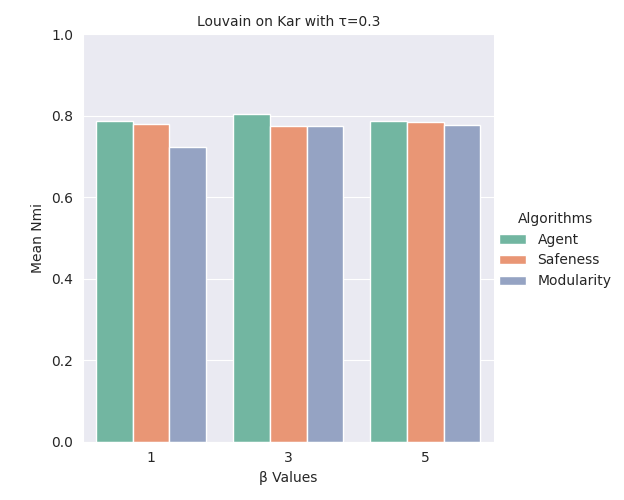 Louvain on Kar with τ=0.3
1.0
0.8
0.6
0.4
0.2
0.0
Mean Nmi
1 3 5
β Values
Algorithms
Agent
Safeness
Modularity